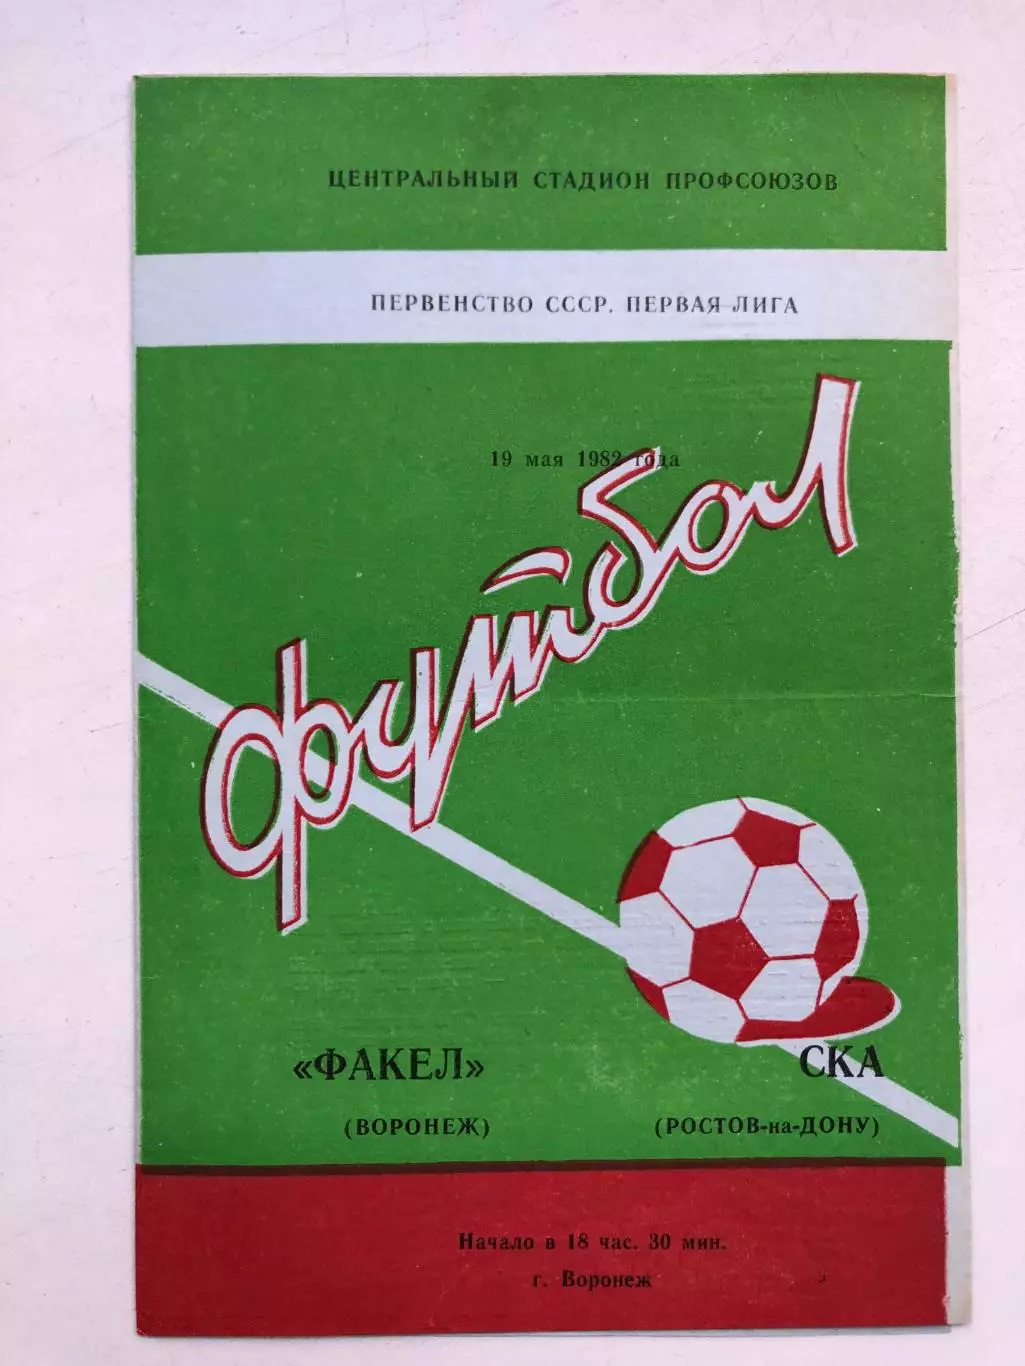 ЦЕНТРАЛЬНЫЙ СТАДИОН ПРОФСОЮЗОВ
ПЕРВЕНСТВО СССР. ПЕРВАЯ ЛИГА
19 мая 1982 года
футбол
«ФАКЕЛ» СКА
(ВОРОНЕЖ) (РОСТОВ-на-ДОНУ)
Начало в 18 час. 30 мин.
г. Воронеж